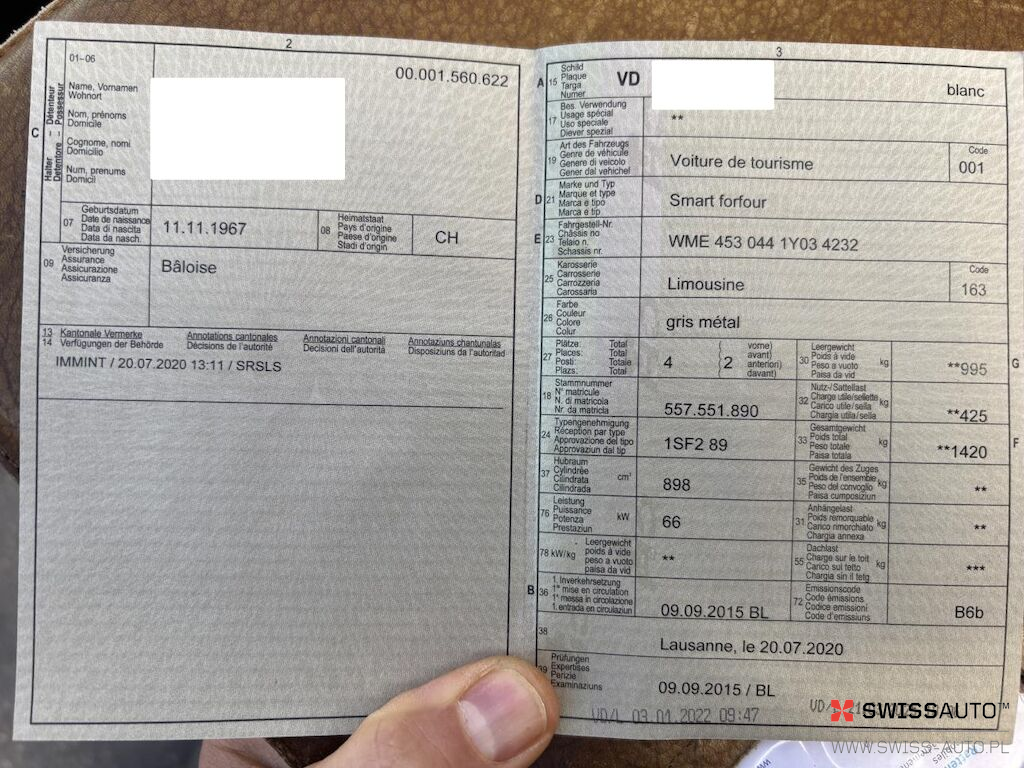 2
01–06
00.001.560.622
C
Halter – Détenteur
Detentore – Possessur
Name, Vornamen
Wohnort
Nom, prénoms
Domicile
Cognome, nomi
Domicilio
Num, prenums
Domicil
07
Geburtsdatum
Date de naissance
Data di nascita
Data da nasch.
11.11.1967
08
Heimatstaat
Pays d'origine
Paese d'origine
Stadi d'origin
CH
09
Versicherung
Assurance
Assicurazione
Assicuranza
Bâloise
13
14
Kantonale Vermerke
Verfügungen der Behörde
Annotations cantonales
Décisions de l'autorité
Annotazioni cantonali
Decisioni dell'autorità
Annotaziuns chantunalas
Disposiziuns da l'autoritad
IMMINT / 20.07.2020 13:11 / SRSLS
3
A 15
Schild
Plaque
Targa
Numer
VD
blanc
17
Bes. Verwendung
Usage spécial
Uso speciale
Diever spezial
**
19
Art des Fahrzeugs
Genre de véhicule
Genere di veicolo
Gener dal vehichel
Voiture de tourisme
Code
001
D 21
Marke und Typ
Marque et type
Marca e tipo
Marca e tip
Smart forfour
E 23
Fahrgestell-Nr.
Châssis no
Telaio n.
Schassis nr.
WME 453 044 1Y03 4232
25
Karosserie
Carrosserie
Carrozzeria
Carossaria
Limousine
Code
163
26
Farbe
Couleur
Colore
Colur
gris métal
27
Plätze: Total
Places: Total
Posti: Totale
Plazs: Total
4
( vorne)
( avant)
anteriori)
davant)
2
30
Leergewicht
Poids à vide
Peso a vuoto
Paisa da vid
kg
**995
G
18
Stammnummer
N° matricule
N. di matricola
Nr. da matricla
557.551.890
32
Nutz-/Sattellast
Charge utile/sellette
Carico utile/sella
Chargia utila/sella
kg
**425
24
Typengenehmigung
Réception par type
Approvazione del tipo
Approvaziun dal tip
1SF2 89
33
Gesamtgewicht
Poids total
Peso totale
Paisa totala
kg
**1420
F
37
Hubraum
Cylindrée
Cilindrata
Cilindrada
cm³
898
35
Gewicht des Zuges
Poids de l'ensemble
Peso del convoglio
Paisa cumposiziun
kg
**
76
Leistung
Puissance
Potenza
Prestaziun
kW
66
31
Anhängelast
Poids remorquable
Carico rimorchiato
Chargia annexa
kg
**
78 kW/kg
Leergewicht
poids à vide
peso a vuoto
paisa da vid
**
55
Dachlast
Charge sur le toit
Carico sul tetto
Chargia sin il tetg
kg
***
B 36
1. Inverkehrsetzung
1re mise en circulation
1a messa in circolazione
1. entrada en circulaziun
09.09.2015 BL
72
Emissionscode
Code émissions
Codice emissioni
Code d'emissiuns
B6b
38
Lausanne, le 20.07.2020
39
Prüfungen
Expertises
Perizie
Examinaziuns
09.09.2015 / BL
VD/L 03.01.2022 09:47
SWISSAUTO™
WWW.SWISS-AUTO.PL